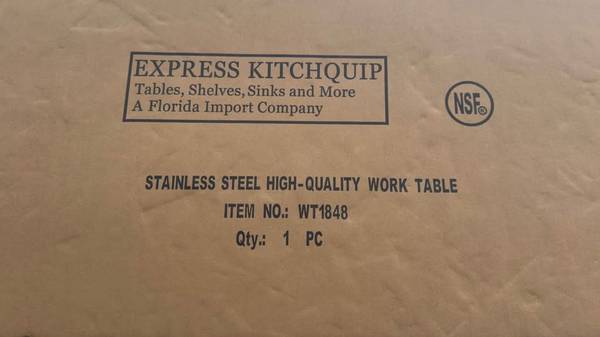 EXPRESS KITCHQUIP
Tables, Shelves, Sinks and More
A Florida Import Company
NSF®
STAINLESS STEEL HIGH-QUALITY WORK TABLE
ITEM NO.: WT1848
Qty.: 1 PC